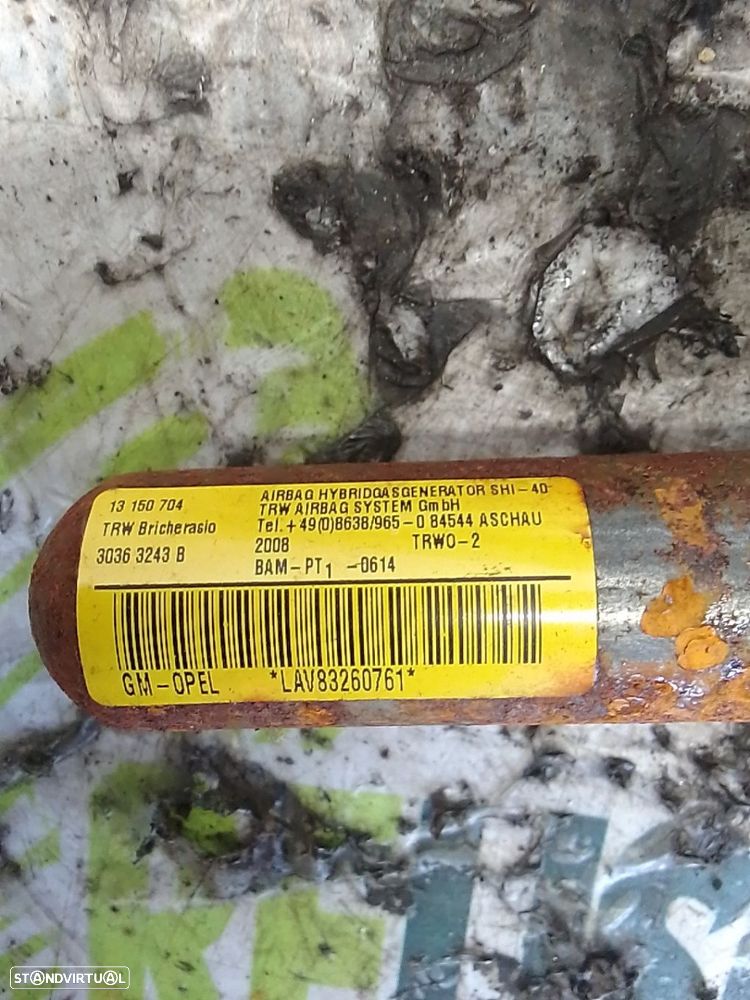 13 150 704
TRW Bricherasio
3036 3243 B
AIRBAG HYBRIDGASGENERATOR SHI-4D
TRW AIRBAG SYSTEM GmbH
Tel.+49(0)8638/965-0 84544 ASCHAU
2008 TRWO-2
BAM-PT1 -0614
GM-OPEL *LAV83260761*
STANDVIRTUAL